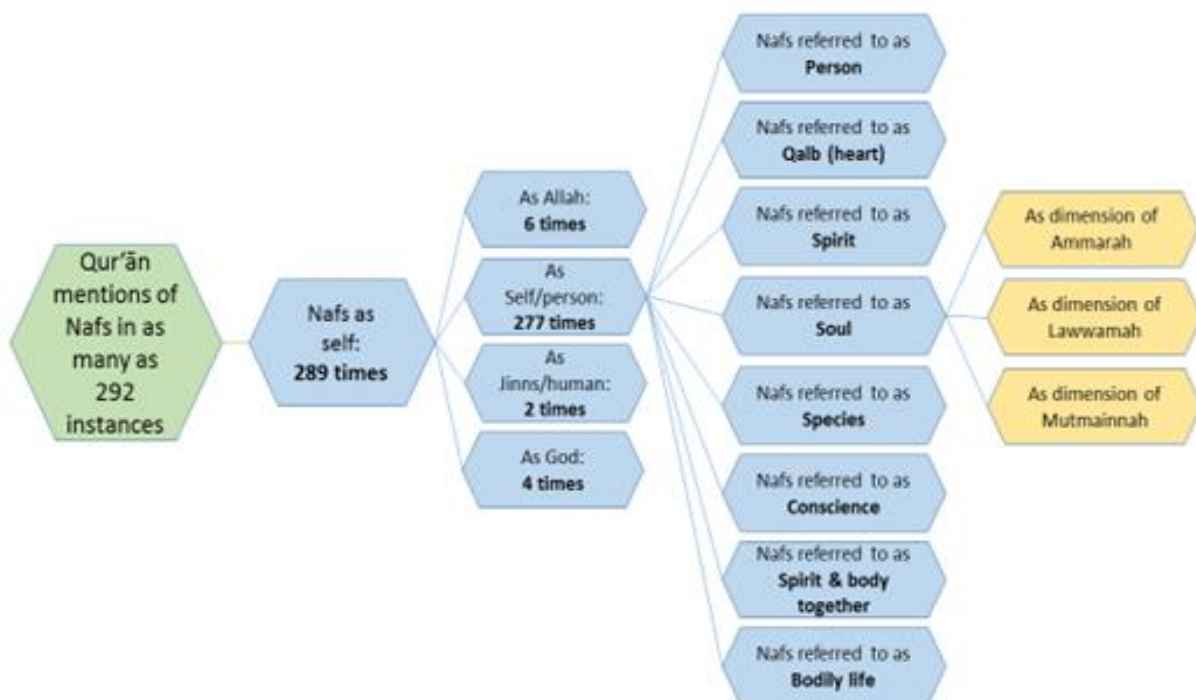 Qur'ān
mentions of
Nafs in as
many as
292
instances
Nafs as
self:
289 times
As Allah:
6 times
As
Self/person:
277 times
As
Jinns/human:
2 times
As God:
4 times
Nafs referred to as
Person
Nafs referred to as
Qalb (heart)
Nafs referred to as
Spirit
Nafs referred to as
Soul
Nafs referred to as
Species
Nafs referred to as
Conscience
Nafs referred to as
Spirit & body
together
Nafs referred to as
Bodily life
As dimension of
Ammarah
As dimension of
Lawwamah
As dimension of
Mutmainnah